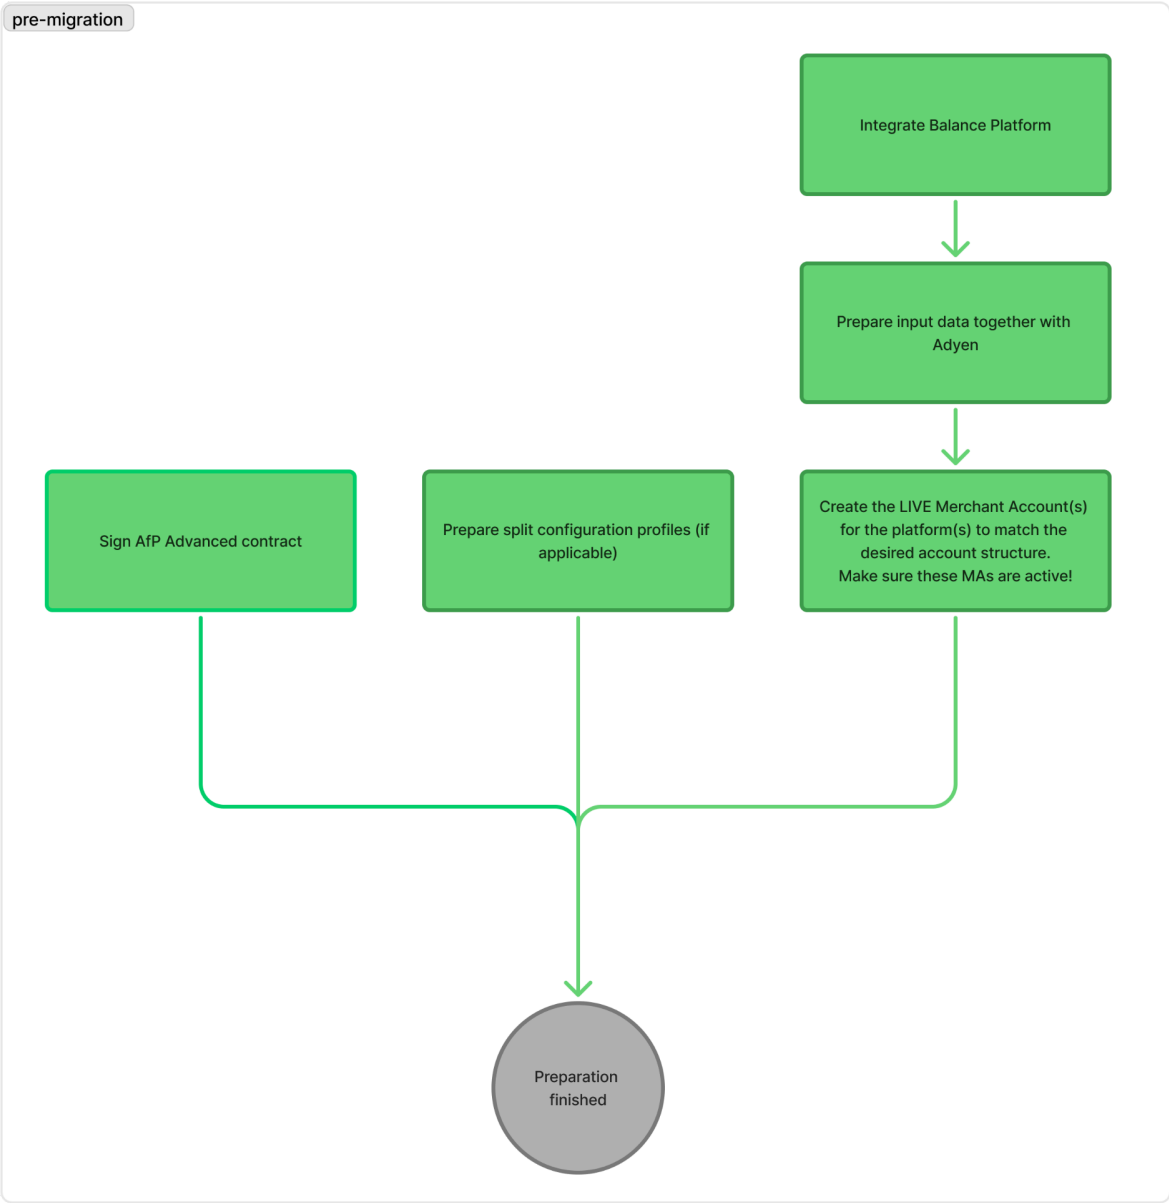 pre-migration
Integrate Balance Platform
Prepare input data together with
Adyen
Sign AfP Advanced contract
Prepare split configuration profiles (if
applicable)
Create the LIVE Merchant Account(s)
for the platform(s) to match the
desired account structure.
Make sure these MAs are active!
Preparation
finished